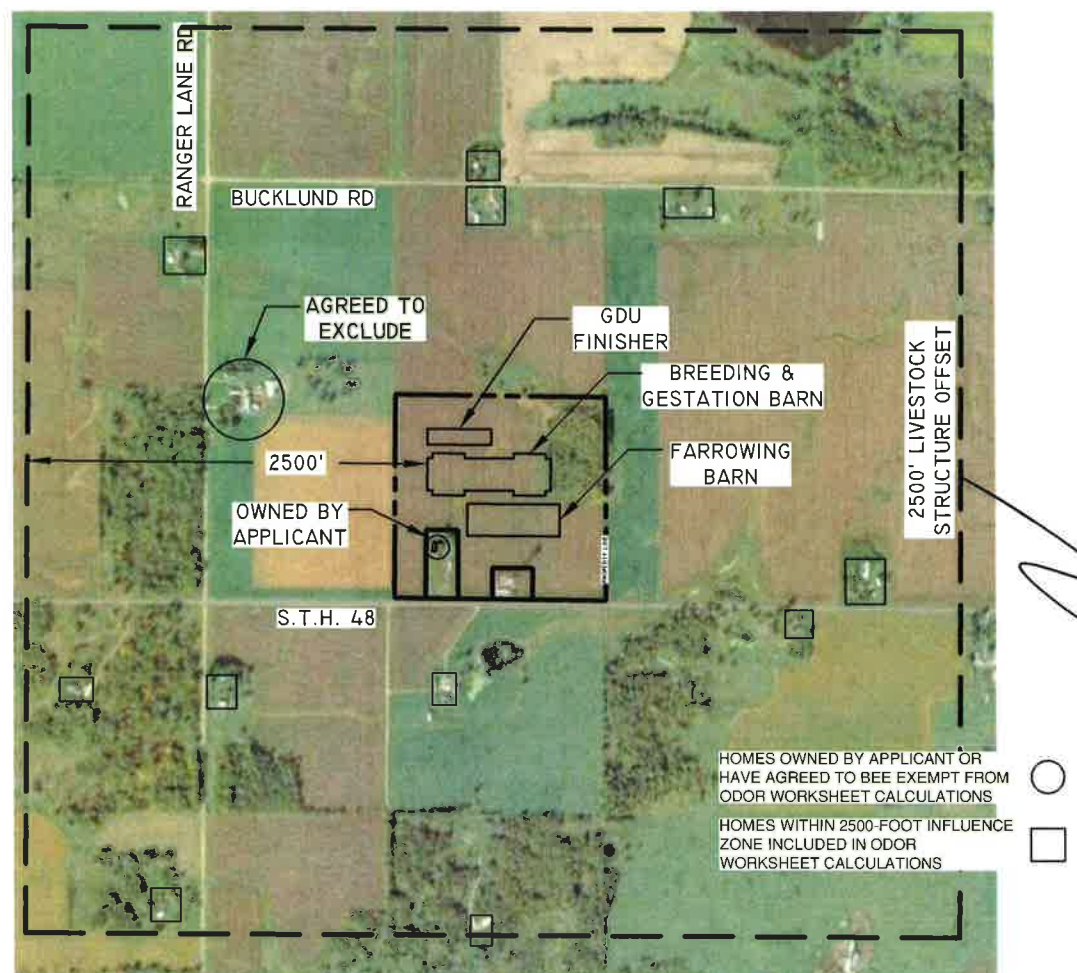 RANGER LANE RD
BUCKLUND RD
AGREED TO
EXCLUDE
GDU
FINISHER
BREEDING &
GESTATION BARN
FARROWING
BARN
2500'
OWNED BY
APPLICANT
PROPERTY LINE
2500' LIVESTOCK
STRUCTURE OFFSET
S.T.H. 48
HOMES OWNED BY APPLICANT OR
HAVE AGREED TO BEE EXEMPT FROM
ODOR WORKSHEET CALCULATIONS
HOMES WITHIN 2500-FOOT INFLUENCE
ZONE INCLUDED IN ODOR
WORKSHEET CALCULATIONS